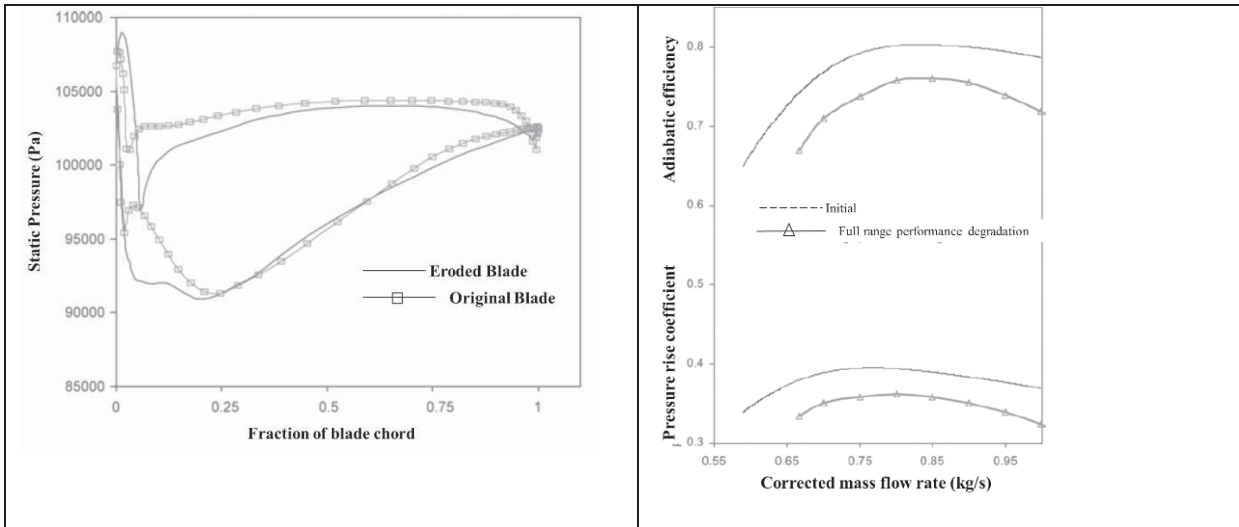 110000
105000
100000
95000
90000
85000
Static Pressure (Pa)
0
0.25
0.5
0.75
1
Fraction of blade chord
Eroded Blade
Original Blade
0.8
0.7
0.6
0.5
0.4
0.3
Adiabatic efficiency
Pressure rise coefficient
Initial
Full range performance degradation
0.55
0.65
0.75
0.85
0.95
Corrected mass flow rate (kg/s)